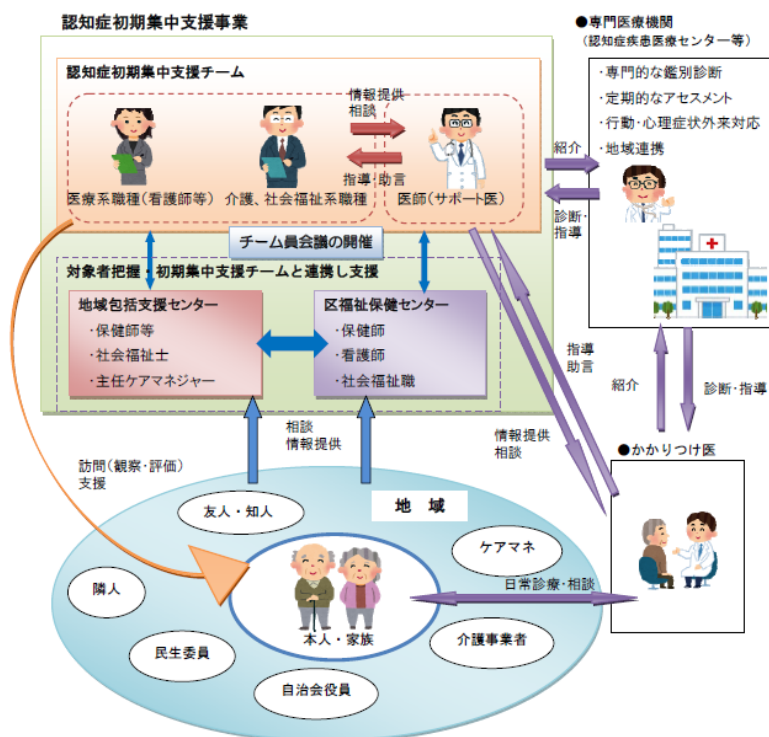 認知症初期集中支援事業
●専門医療機関
(認知症疾患医療センター等)
・専門的な鑑別診断
・定期的なアセスメント
・行動・心理症状外来対応
・地域連携
認知症初期集中支援チーム
情報提供
相談
指導・助言
医療系職種(看護師等)
介護、社会福祉系職種
医師(サポート医)
紹介
診断・
指導
チーム員会議の開催
対象者把握・初期集中支援チームと連携し支援
地域包括支援センター
・保健師等
・社会福祉士
・主任ケアマネジャー
区福祉保健センター
・保健師
・看護師
・社会福祉職
指導
助言
紹介
診断・指導
相談
情報提供
情報提供
相談
●かかりつけ医
訪問(観察・評価)
支援
地 域
友人・知人
ケアマネ
隣人
日常診療・相談
本人・家族
民生委員
介護事業者
自治会役員